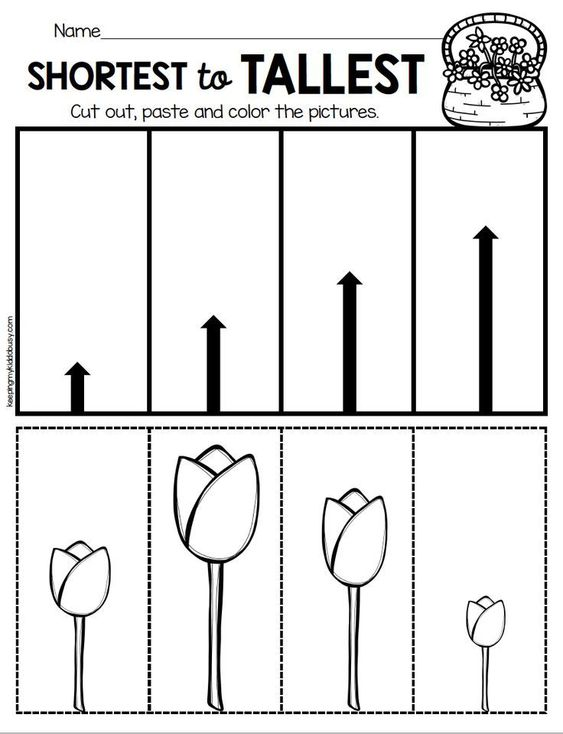 Name
SHORTEST to TALLEST
Cut out, paste and color the pictures.
keepingmykiddobusy.com